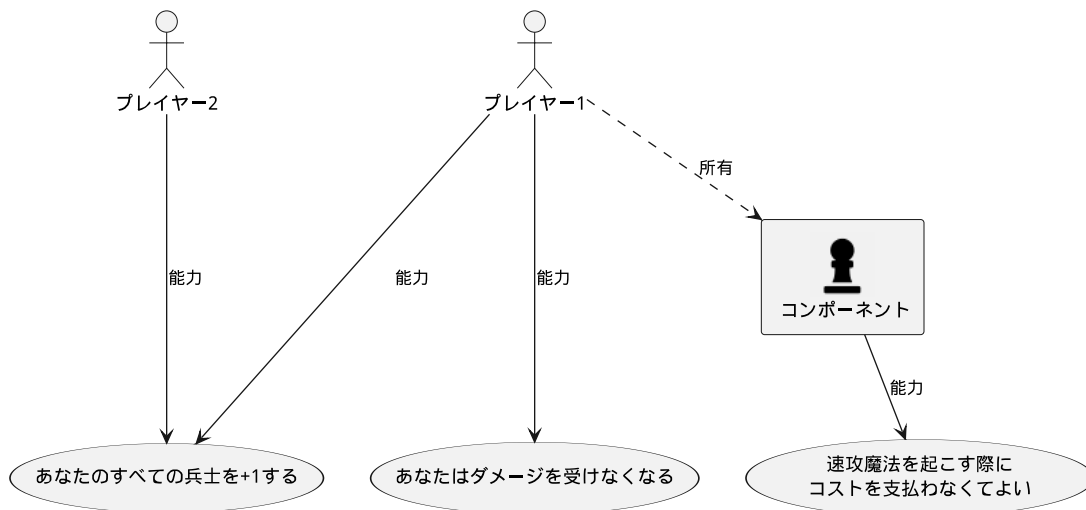 プレイヤー2
プレイヤー1
所有
能力
能力
能力
コンポーネント
能力
あなたのすべての兵士を+1する
あなたはダメージを受けなくなる
速攻魔法を起こす際に
コストを支払わなくてよい